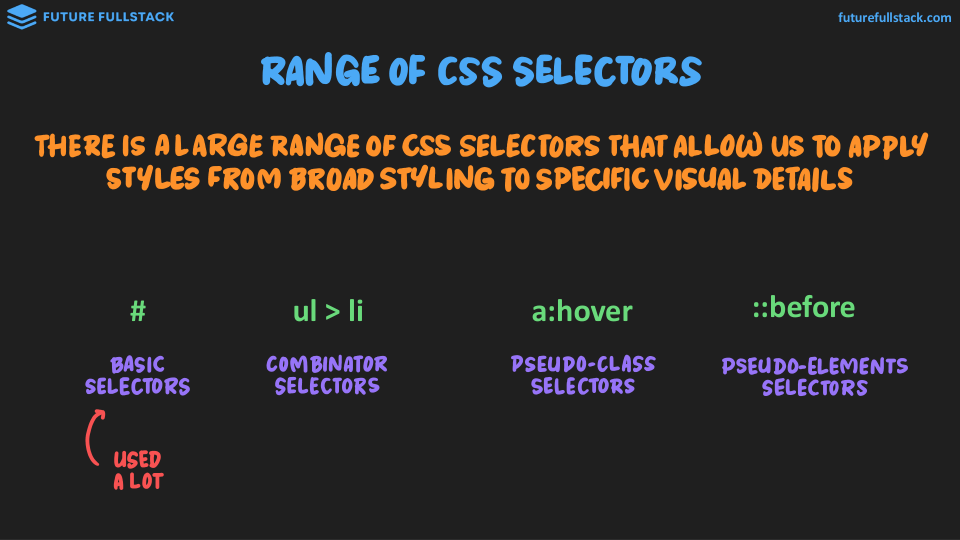 FUTURE FULLSTACK
futurefullstack.com
RANGE OF CSS SELECTORS
THERE IS A LARGE RANGE OF CSS SELECTORS THAT ALLOW US TO APPLY
STYLES FROM BROAD STYLING TO SPECIFIC VISUAL DETAILS
#
BASIC
SELECTORS
ul > li
COMBINATOR
SELECTORS
a:hover
PSEUDO-CLASS
SELECTORS
::before
PSEUDO-ELEMENTS
SELECTORS
USED
A LOT